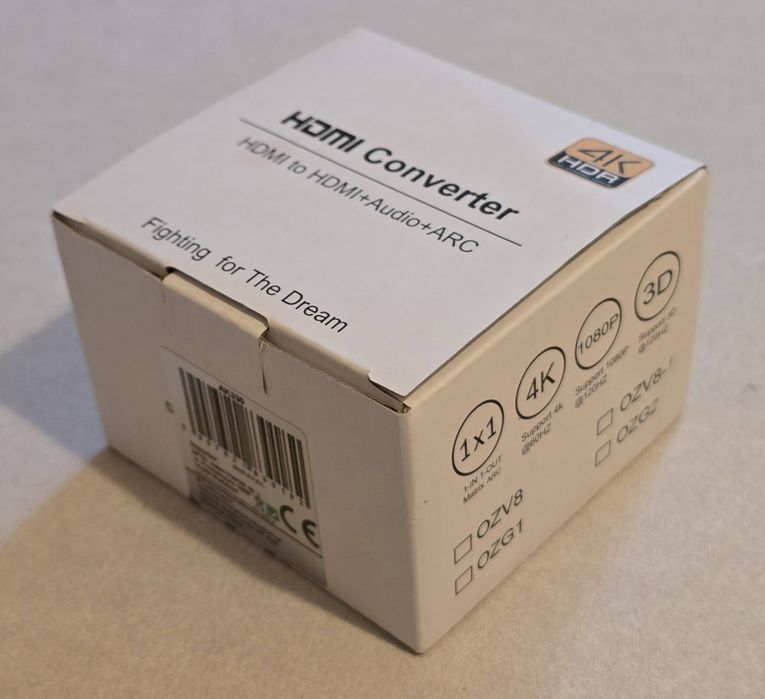 HDMI Converter
HDMI to HDMI+Audio+ARC
4K
HDR
Fighting for The Dream
1x1
1-IN 1-OUT
Matrix ARC
4K
Support 4K
@60HZ
1080P
Support 1080P
@120HZ
3D
Support 3D
@120HZ
OZV8
OZG1
OZV8-1
OZG2
CE